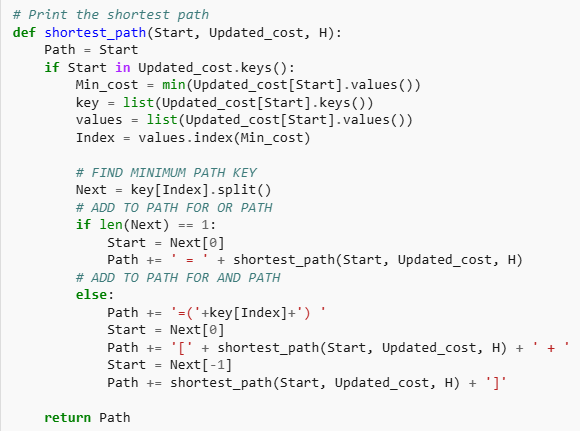 # Print the shortest path
def shortest_path(Start, Updated_cost, H):
    Path = Start
    if Start in Updated_cost.keys():
        Min_cost = min(Updated_cost[Start].values())
        key = list(Updated_cost[Start].keys())
        values = list(Updated_cost[Start].values())
        Index = values.index(Min_cost)

        # FIND MINIMUM PATH KEY
        Next = key[Index].split()
        # ADD TO PATH FOR OR PATH
        if len(Next) == 1:
            Start = Next[0]
            Path += ' = ' + shortest_path(Start, Updated_cost, H)
        # ADD TO PATH FOR AND PATH
        else:
            Path += '=('+key[Index]+') '
            Start = Next[0]
            Path += '[' + shortest_path(Start, Updated_cost, H) + ' + '
            Start = Next[-1]
            Path += shortest_path(Start, Updated_cost, H) + ']'

    return Path